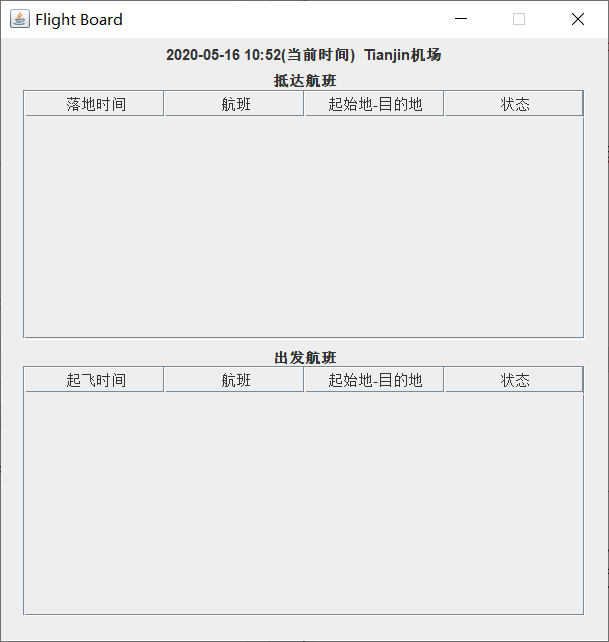 Flight Board
2020-05-16 10:52(当前时间) Tianjin机场
抵达航班
落地时间 航班 起始地-目的地 状态
出发航班
起飞时间 航班 起始地-目的地 状态